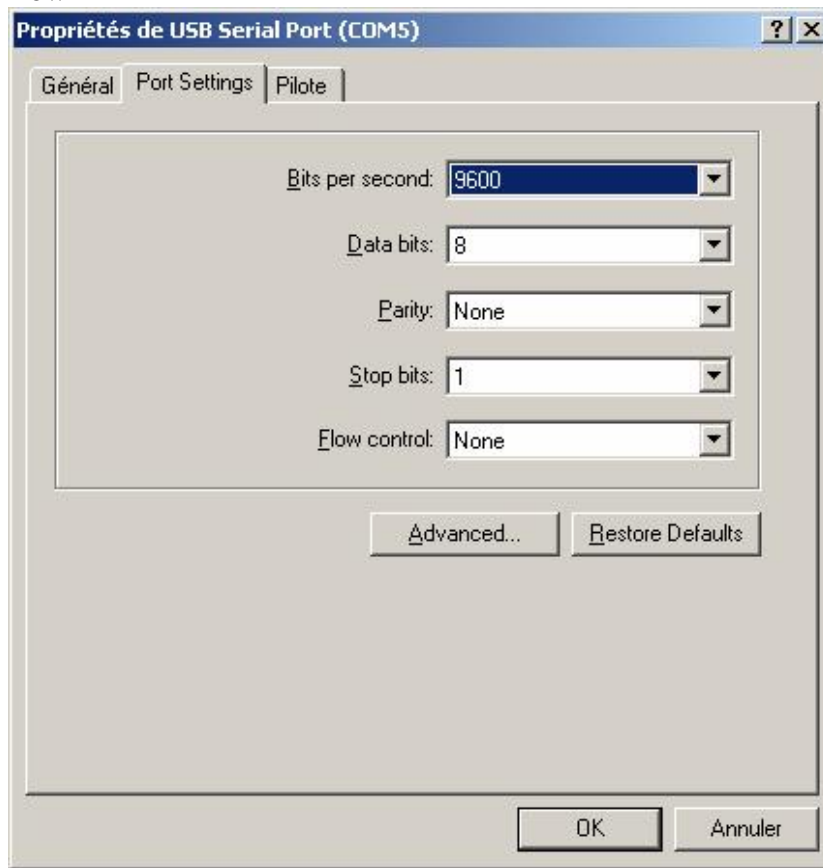 Propriétés de USB Serial Port (COM5)
Général Port Settings Pilote
Bits per second: 9600
Data bits: 8
Parity: None
Stop bits: 1
Flow control: None
Advanced... Restore Defaults
OK Annuler